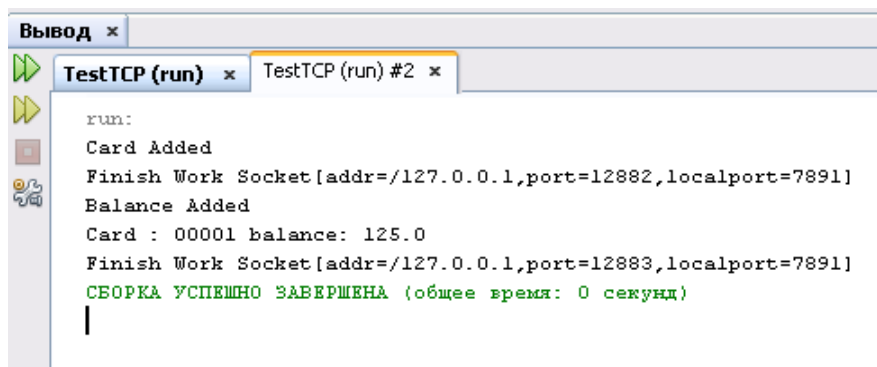 Вывод ×
TestTCP (run) × TestTCP (run) #2 ×
run:
Card Added
Finish Work Socket[addr=/127.0.0.1,port=12882,localport=7891]
Balance Added
Card : 00001 balance: 125.0
Finish Work Socket[addr=/127.0.0.1,port=12883,localport=7891]
СБОРКА УСПЕШНО ЗАВЕРШЕНА (общее время: 0 секунд)